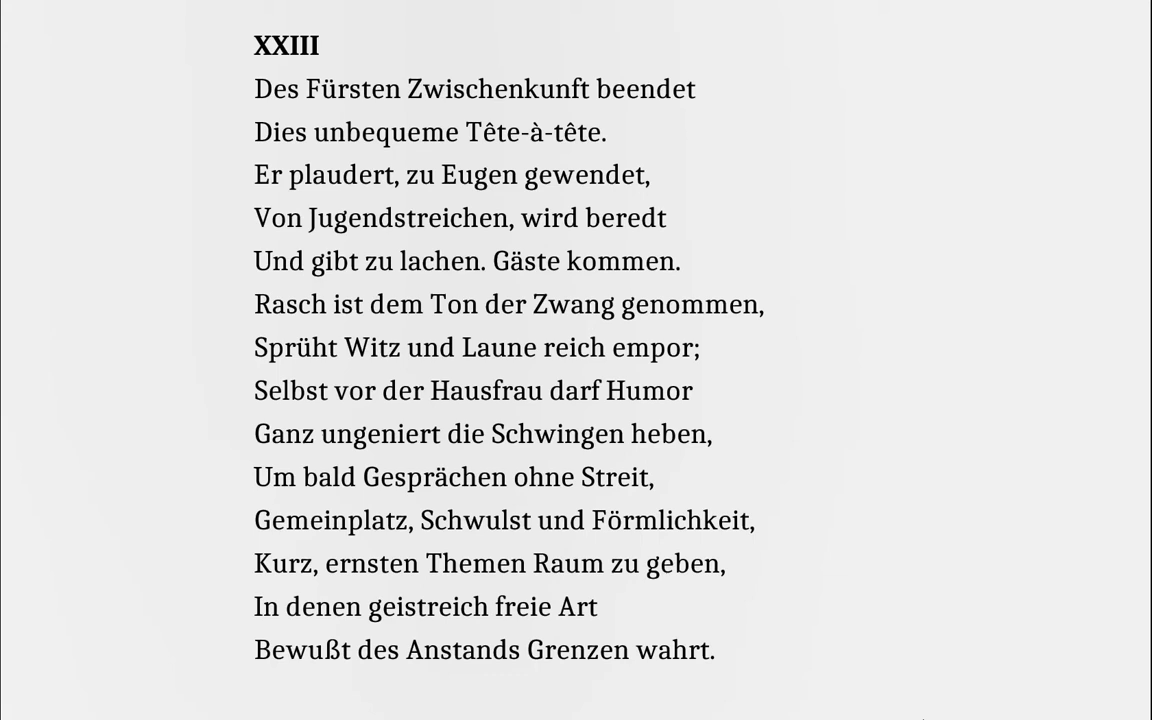 XXIII
Des Fürsten Zwischenkunft beendet
Dies unbequeme Tête-à-tête.
Er plaudert, zu Eugen gewendet,
Von Jugendstreichen, wird beredt
Und gibt zu lachen. Gäste kommen.
Rasch ist dem Ton der Zwang genommen,
Sprüht Witz und Laune reich empor;
Selbst vor der Hausfrau darf Humor
Ganz ungeniert die Schwingen heben,
Um bald Gesprächen ohne Streit,
Gemeinplatz, Schwulst und Förmlichkeit,
Kurz, ernsten Themen Raum zu geben,
In denen geistreich freie Art
Bewußt des Anstands Grenzen wahrt.